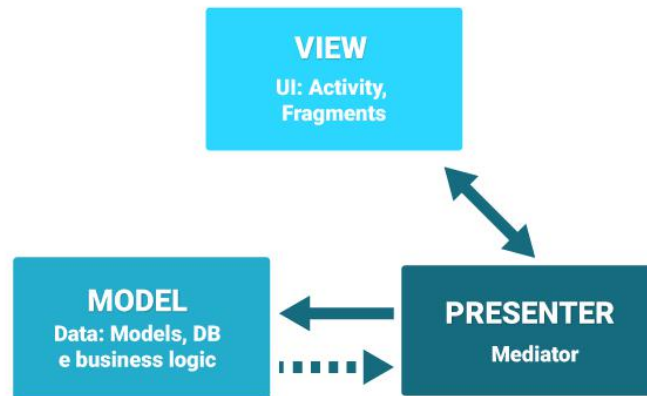 VIEW
UI: Activity,
Fragments
MODEL
Data: Models, DB
e business logic
PRESENTER
Mediator